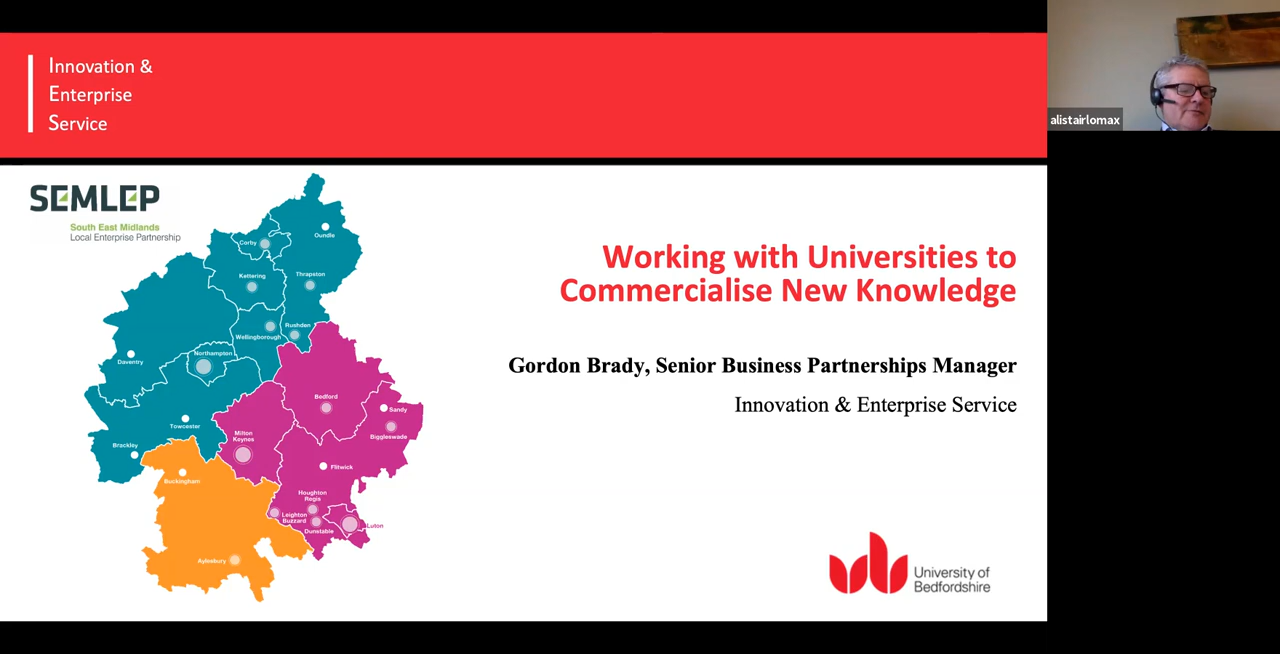 Innovation &
Enterprise
Service
alistairlomax
SEMLEP
South East Midlands
Local Enterprise Partnership
Working with Universities to
Commercialise New Knowledge
Gordon Brady, Senior Business Partnerships Manager
Innovation & Enterprise Service
Oundle
Corby
Kettering
Thrapston
Rushden
Wellingborough
Northampton
Daventry
Bedford
Sandy
Towcester
Biggleswade
Milton
Keynes
Brackley
Flitwick
Buckingham
Houghton
Regis
Leighton
Buzzard
Luton
Dunstable
Aylesbury
University of
Bedfordshire